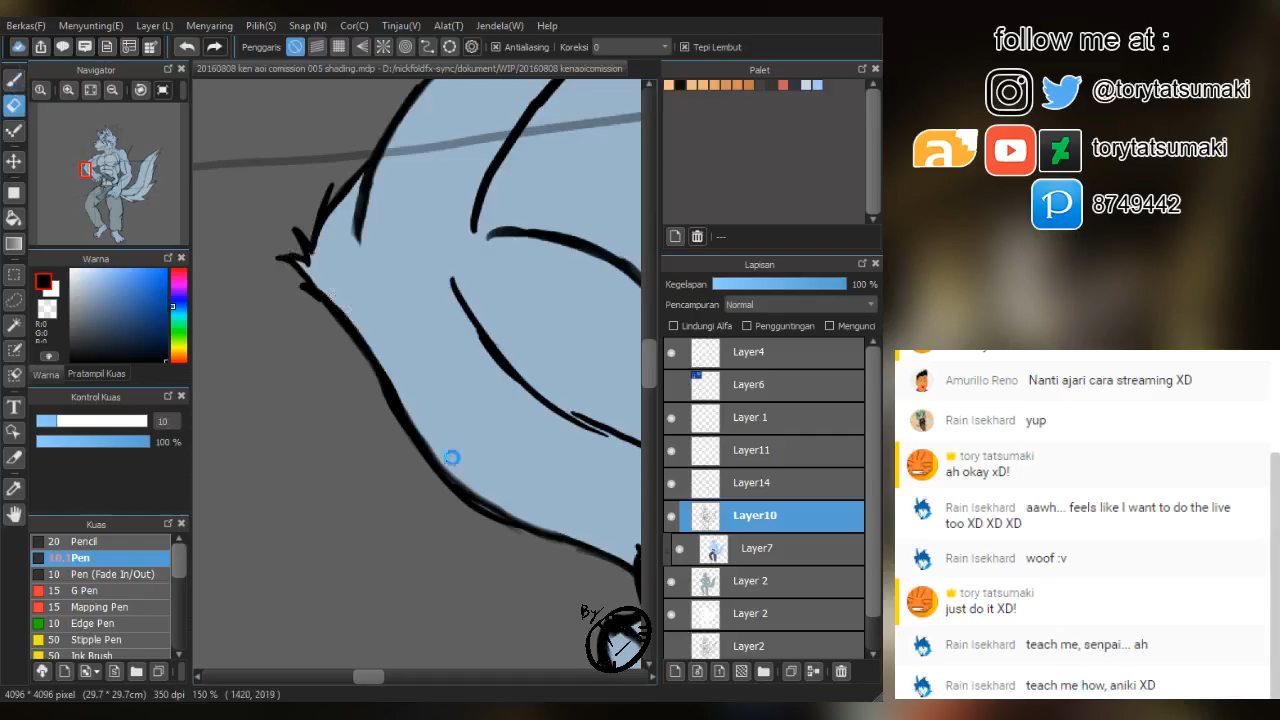 Berkas(F) Menyunting(E) Layer (L) Menyaring Pilih(S) Snap (N) Cor(C) Tinjau(V) Alat(T) Jendela(W) Help
Penggaris Antialiasing Koreksi 0 Tepi Lembut
Navigator
20160808 ken aoi comission 005 shading.mdp - D:/nickfoldfx-sync/dokument/WIP/20160808 kenaoicomission
Palet
---
Warna
R:0
G:0
Warna Pratampil Kuas
Kontrol Kuas
10
100 %
Kuas
20 Pencil
10.1 Pen
10 Pen (Fade In/Out)
15 G Pen
15 Mapping Pen
10 Edge Pen
50 Stipple Pen
50 Ink Brush
Lapisan
Kegelapan 100 %
Pencampuran Normal
Lindungi Alfa Pengguntingan Mengunci
Layer4
Layer6
Layer 1
Layer11
Layer14
Layer10
Layer7
Layer 2
Layer 2
Layer2
By
4096 * 4096 pixel (29.7 * 29.7cm) 350 dpi 150 % ( 1420, 2019 )
follow me at :
@torytatsumaki
torytatsumaki
8749442
Amurillo Reno Nanti ajari cara streaming XD
Rain Isekhard yup
tory tatsumaki
ah okay xD!
Rain Isekhard aawh... feels like I want to do the live
too XD XD XD
Rain Isekhard woof :v
tory tatsumaki
just do it XD!
Rain Isekhard teach me, senpai... ah
Rain Isekhard teach me how, aniki XD